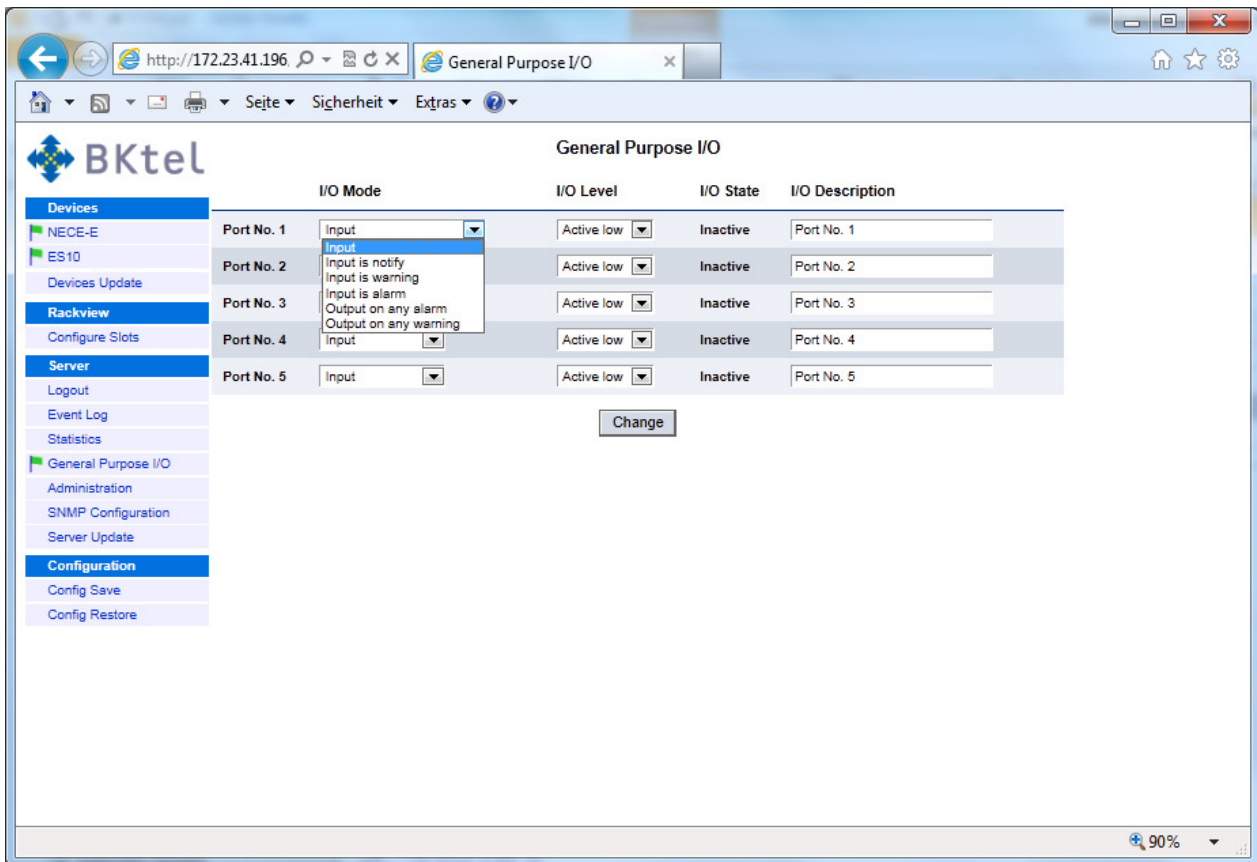 http://172.23.41.196
General Purpose I/O
Seite Sicherheit Extras
BKtel
General Purpose I/O
I/O Mode I/O Level I/O State I/O Description
Devices
NECE-E
ES10
Devices Update
Rackview
Configure Slots
Server
Logout
Event Log
Statistics
General Purpose I/O
Administration
SNMP Configuration
Server Update
Configuration
Config Save
Config Restore
Port No. 1 Input Active low Inactive Port No. 1
Input
Input is notify
Input is warning
Input is alarm
Output on any alarm
Output on any warning
Port No. 2 Active low Inactive Port No. 2
Port No. 3 Active low Inactive Port No. 3
Port No. 4 Input Active low Inactive Port No. 4
Port No. 5 Input Active low Inactive Port No. 5
Change
90%